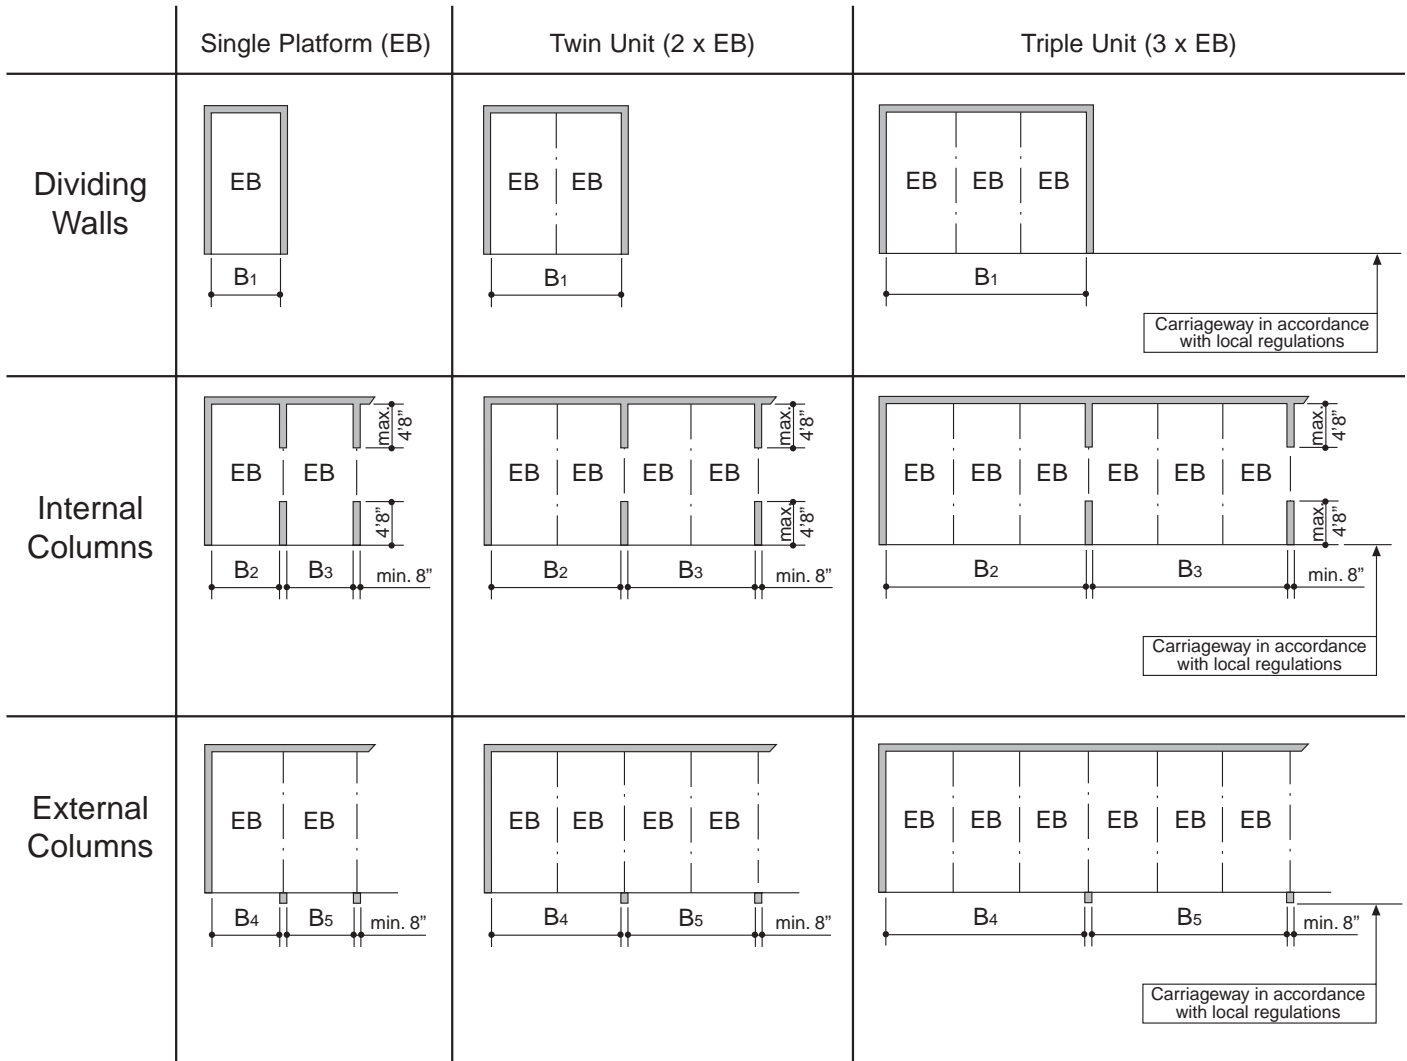 Single Platform (EB)
Twin Unit (2 x EB)
Triple Unit (3 x EB)
Dividing
Walls
EB
B1
EB EB
B1
EB EB EB
B1
Carriageway in accordance
with local regulations
Internal
Columns
EB EB
max.
4'8”
4'8”
B2 B3 min. 8”
EB EB EB EB
max.
4'8”
max.
4'8”
B2 B3 min. 8”
EB EB EB EB EB EB
max.
4'8”
max.
4'8”
B2 B3 min. 8”
Carriageway in accordance
with local regulations
External
Columns
EB EB
B4 B5 min. 8”
EB EB EB EB
B4 B5 min. 8”
EB EB EB EB EB EB
B4 B5 min. 8”
Carriageway in accordance
with local regulations